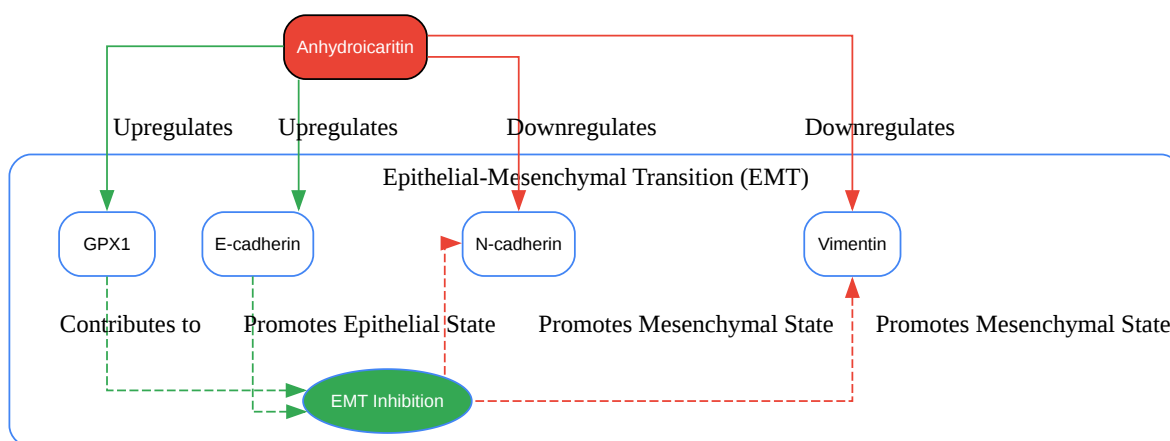 Anhydroicaritin
Upregulates
Upregulates
Downregulates
Downregulates
Epithelial-Mesenchymal Transition (EMT)
GPX1
E-cadherin
N-cadherin
Vimentin
Contributes to
Promotes Epithelial State
Promotes Mesenchymal State
Promotes Mesenchymal State
EMT Inhibition